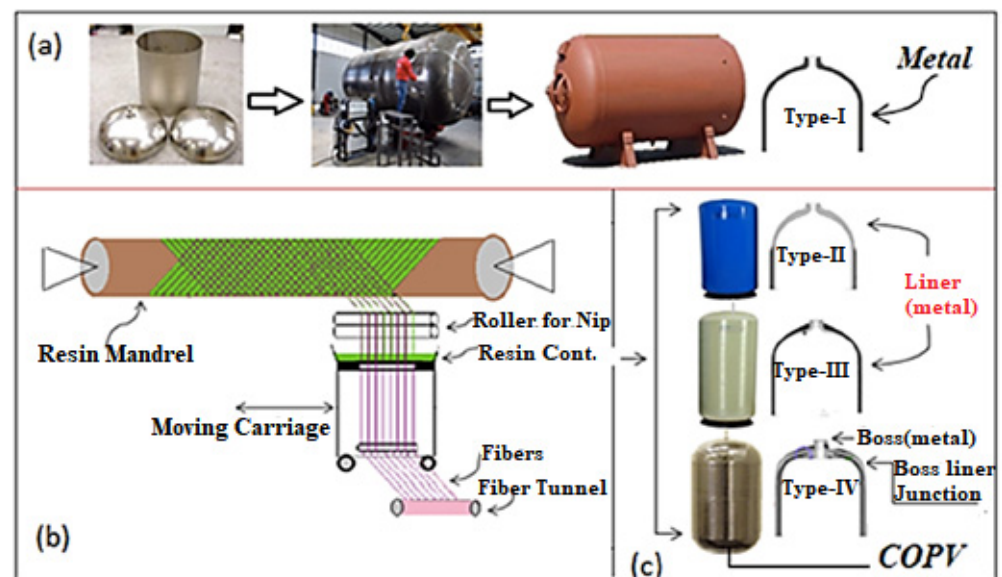 (a)
Metal
Type-I
Type-II
Liner
(metal)
Roller for Nip
Resin Mandrel
Resin Cont.
Type-III
Moving Carriage
Boss(metal)
Fibers
Boss liner
Junction
Type-IV
Fiber Tunnel
(b)
(c)
COPV